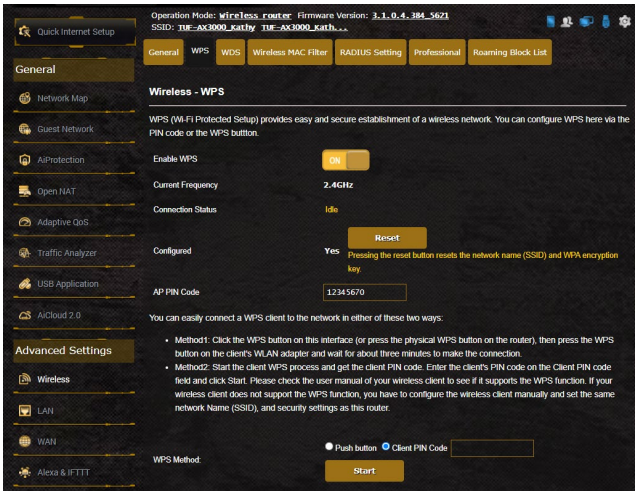 Quick Internet Setup
General
Network Map
Guest Network
AiProtection
Open NAT
Adaptive QoS
Traffic Analyzer
USB Application
AiCloud 2.0
Advanced Settings
Wireless
LAN
WAN
Alexa & IFTTT
Operation Mode: Wireless router Firmware Version: 3.1.0.4.384_5621
SSID: TUF-AX3000_Kathy TUF-AX3000_Kath...
General WPS WDS Wireless MAC Filter RADIUS Setting Professional Roaming Block List
Wireless - WPS
WPS (Wi-Fi Protected Setup) provides easy and secure establishment of a wireless network. You can configure WPS here via the
PIN code or the WPS buttton.
Enable WPS ON
Current Frequency 2.4GHz
Connection Status Idle
Configured Yes Reset
Pressing the reset button resets the network name (SSID) and WPA encryption
key.
AP PIN Code 12345670
You can easily connect a WPS client to the network in either of these two ways:
• Method1: Click the WPS button on this interface (or press the physical WPS button on the router), then press the WPS
button on the client's WLAN adapter and wait for about three minutes to make the connection.
• Method2: Start the client WPS process and get the client PIN code. Enter the client's PIN code on the Client PIN code
field and click Start. Please check the user manual of your wireless client to see if it supports the WPS function. If your
wireless client does not support the WPS function, you have to configure the wireless client manually and set the same
network Name (SSID), and security settings as this router.
WPS Method: Push button Client PIN Code
Start